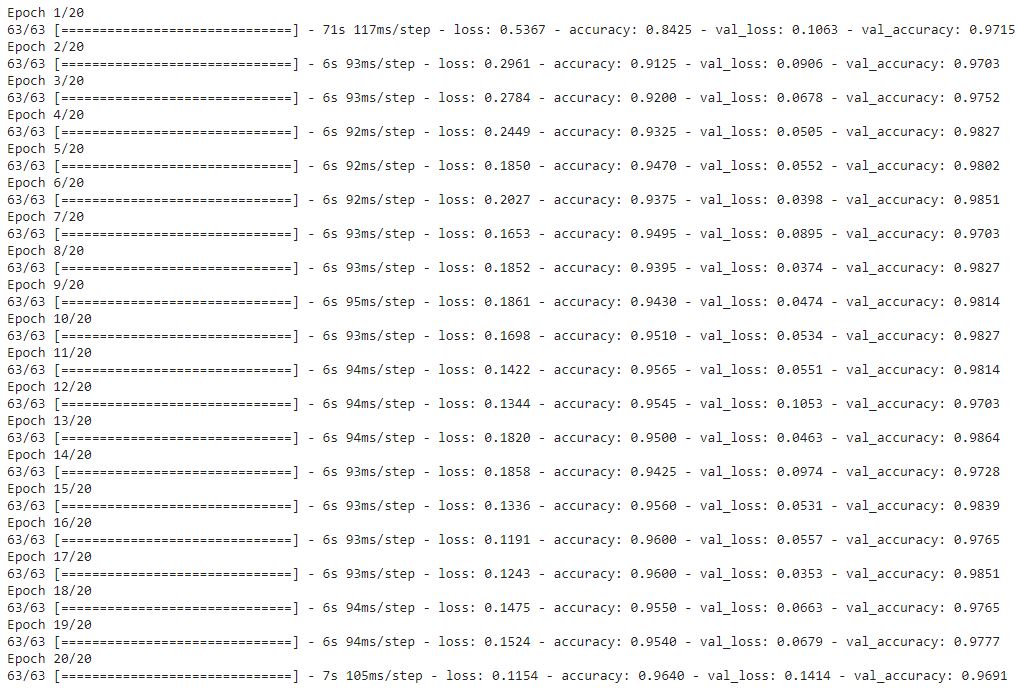 Epoch 1/20
63/63 [==============================] - 71s 117ms/step - loss: 0.5367 - accuracy: 0.8425 - val_loss: 0.1063 - val_accuracy: 0.9715
Epoch 2/20
63/63 [==============================] - 6s 93ms/step - loss: 0.2961 - accuracy: 0.9125 - val_loss: 0.0906 - val_accuracy: 0.9703
Epoch 3/20
63/63 [==============================] - 6s 93ms/step - loss: 0.2784 - accuracy: 0.9200 - val_loss: 0.0678 - val_accuracy: 0.9752
Epoch 4/20
63/63 [==============================] - 6s 92ms/step - loss: 0.2449 - accuracy: 0.9325 - val_loss: 0.0505 - val_accuracy: 0.9827
Epoch 5/20
63/63 [==============================] - 6s 92ms/step - loss: 0.1850 - accuracy: 0.9470 - val_loss: 0.0552 - val_accuracy: 0.9802
Epoch 6/20
63/63 [==============================] - 6s 92ms/step - loss: 0.2027 - accuracy: 0.9375 - val_loss: 0.0398 - val_accuracy: 0.9851
Epoch 7/20
63/63 [==============================] - 6s 93ms/step - loss: 0.1653 - accuracy: 0.9495 - val_loss: 0.0895 - val_accuracy: 0.9703
Epoch 8/20
63/63 [==============================] - 6s 93ms/step - loss: 0.1852 - accuracy: 0.9395 - val_loss: 0.0374 - val_accuracy: 0.9827
Epoch 9/20
63/63 [==============================] - 6s 95ms/step - loss: 0.1861 - accuracy: 0.9430 - val_loss: 0.0474 - val_accuracy: 0.9814
Epoch 10/20
63/63 [==============================] - 6s 93ms/step - loss: 0.1698 - accuracy: 0.9510 - val_loss: 0.0534 - val_accuracy: 0.9827
Epoch 11/20
63/63 [==============================] - 6s 94ms/step - loss: 0.1422 - accuracy: 0.9565 - val_loss: 0.0551 - val_accuracy: 0.9814
Epoch 12/20
63/63 [==============================] - 6s 94ms/step - loss: 0.1344 - accuracy: 0.9545 - val_loss: 0.1053 - val_accuracy: 0.9703
Epoch 13/20
63/63 [==============================] - 6s 94ms/step - loss: 0.1820 - accuracy: 0.9500 - val_loss: 0.0463 - val_accuracy: 0.9864
Epoch 14/20
63/63 [==============================] - 6s 93ms/step - loss: 0.1858 - accuracy: 0.9425 - val_loss: 0.0974 - val_accuracy: 0.9728
Epoch 15/20
63/63 [==============================] - 6s 93ms/step - loss: 0.1336 - accuracy: 0.9560 - val_loss: 0.0531 - val_accuracy: 0.9839
Epoch 16/20
63/63 [==============================] - 6s 93ms/step - loss: 0.1191 - accuracy: 0.9600 - val_loss: 0.0557 - val_accuracy: 0.9765
Epoch 17/20
63/63 [==============================] - 6s 93ms/step - loss: 0.1243 - accuracy: 0.9600 - val_loss: 0.0353 - val_accuracy: 0.9851
Epoch 18/20
63/63 [==============================] - 6s 94ms/step - loss: 0.1475 - accuracy: 0.9550 - val_loss: 0.0663 - val_accuracy: 0.9765
Epoch 19/20
63/63 [==============================] - 6s 94ms/step - loss: 0.1524 - accuracy: 0.9540 - val_loss: 0.0679 - val_accuracy: 0.9777
Epoch 20/20
63/63 [==============================] - 7s 105ms/step - loss: 0.1154 - accuracy: 0.9640 - val_loss: 0.1414 - val_accuracy: 0.9691